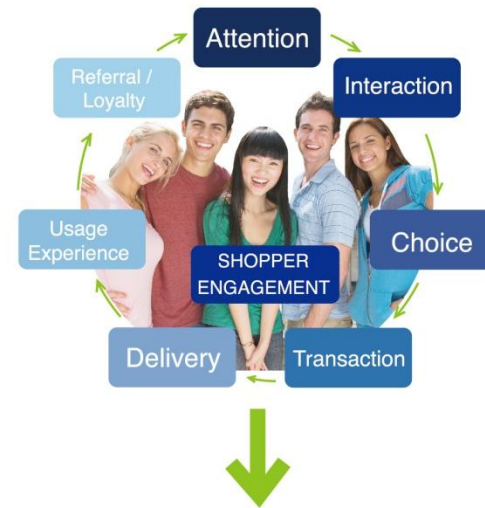 Attention
Interaction
Choice
Transaction
Delivery
Usage
Experience
Referral /
Loyalty
SHOPPER
ENGAGEMENT